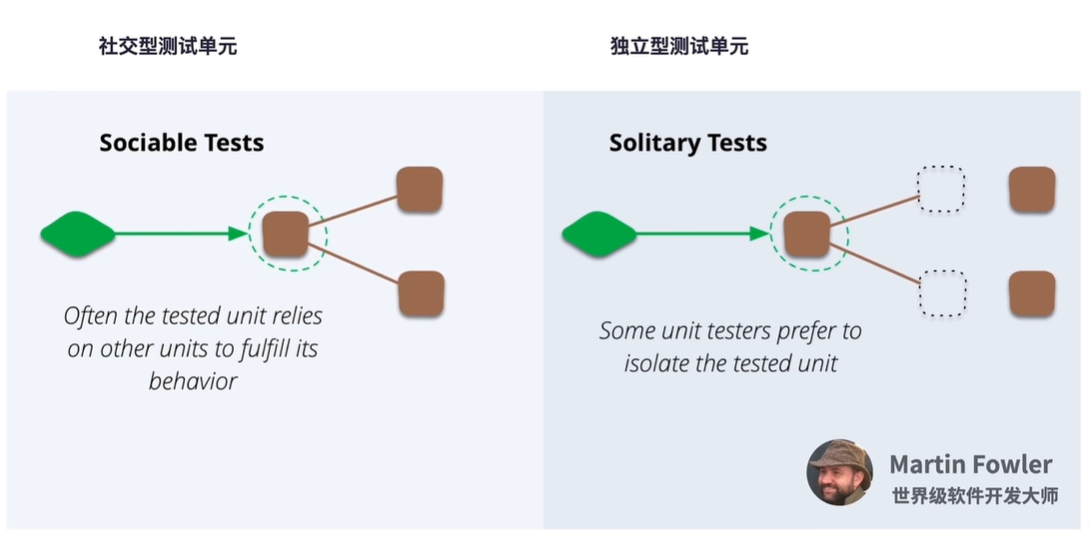 社交型测试单元
独立型测试单元
Sociable Tests
Often the tested unit relies
on other units to fulfill its
behavior
Solitary Tests
Some unit testers prefer to
isolate the tested unit
Martin Fowler
世界级软件开发大师